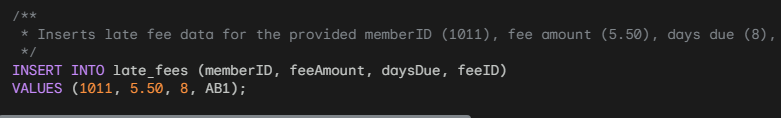 /**
* Inserts late fee data for the provided memberID (1011), fee amount (5.50), days due (8),
*/
INSERT INTO late_fees (memberID, feeAmount, daysDue, feeID)
VALUES (1011, 5.50, 8, AB1);